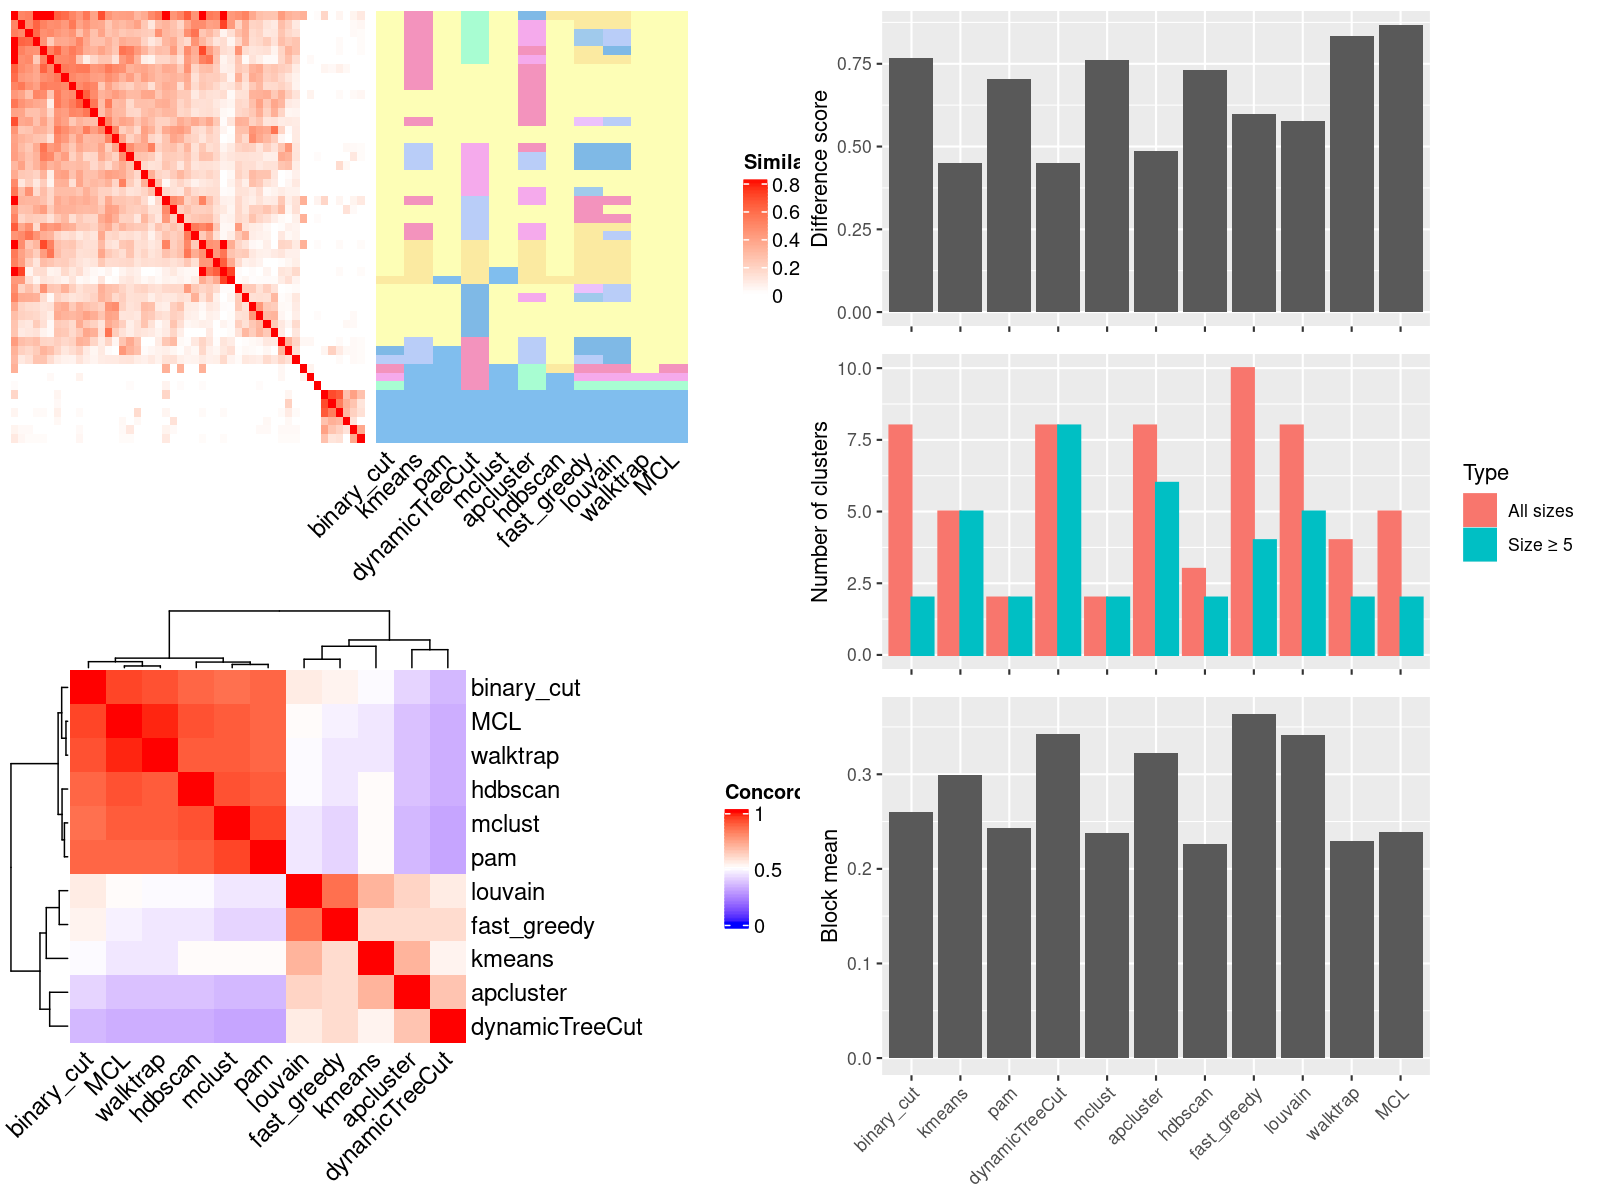 Simila
0.8
0.6
0.4
0.2
0
binary_cut
kmeans
pam
dynamicTreeCut
mclust
apcluster
hdbscan
fast_greedy
louvain
walktrap
MCL
binary_cut
MCL
walktrap
hdbscan
mclust
pam
louvain
fast_greedy
kmeans
apcluster
dynamicTreeCut
binary_cut
MCL
walktrap
hdbscan
mclust
pam
louvain
fast_greedy
kmeans
apcluster
dynamicTreeCut
Concord
1
0.5
0
Difference score
0.75
0.50
0.25
0.00
Number of clusters
10.0
7.5
5.0
2.5
0.0
Type
All sizes
Size ≥ 5
Block mean
0.3
0.2
0.1
0.0
binary_cut
kmeans
pam
dynamicTreeCut
mclust
apcluster
hdbscan
fast_greedy
louvain
walktrap
MCL